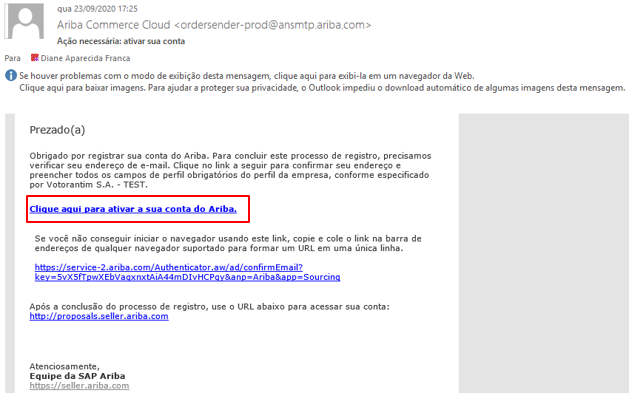 qua 23/09/2020 17:25
Ariba Commerce Cloud <ordersender-prod@ansmtp.ariba.com>
Ação necessária: ativar sua conta
Para Diane Aparecida Franca
Se houver problemas com o modo de exibição desta mensagem, clique aqui para exibi-la em um navegador da Web.
Clique aqui para baixar imagens. Para ajudar a proteger sua privacidade, o Outlook impediu o download automático de algumas imagens desta mensagem.
Prezado(a)
Obrigado por registrar sua conta do Ariba. Para concluir este processo de registro, precisamos
verificar seu endereço de e-mail. Clique no link a seguir para confirmar seu endereço e
preencher todos os campos de perfil obrigatórios do perfil da empresa, conforme especificado
por Votorantim S.A. - TEST.
Clique aqui para ativar a sua conta do Ariba.
Se você não conseguir iniciar o navegador usando este link, copie e cole o link na barra de
endereços de qualquer navegador suportado para formar um URL em uma única linha.
https://service-2.ariba.com/Authenticator.aw/ad/confirmEmail?
key=5vX5fTpwXEbVaqxnxtAiA44mDIvHCPqy&anp=Ariba&app=Sourcing
Após a conclusão do processo de registro, use o URL abaixo para acessar sua conta:
http://proposals.seller.ariba.com
Atenciosamente,
Equipe da SAP Ariba
https://seller.ariba.com